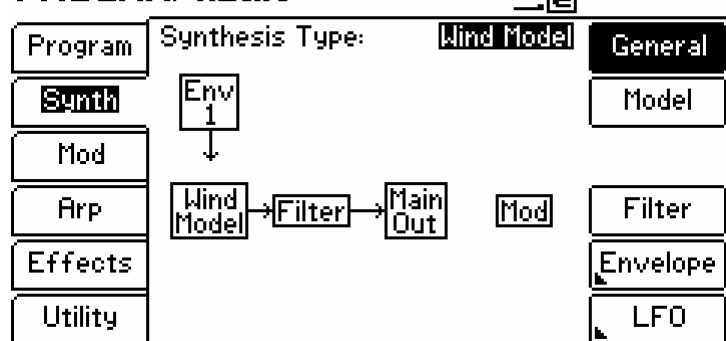 Program
Synthesis Type: Wind Model
General
Synth
Env
1
Model
Mod
Arp
Wind
Model
Filter
Main
Out
Mod
Filter
Effects
Envelope
Utility
LFO